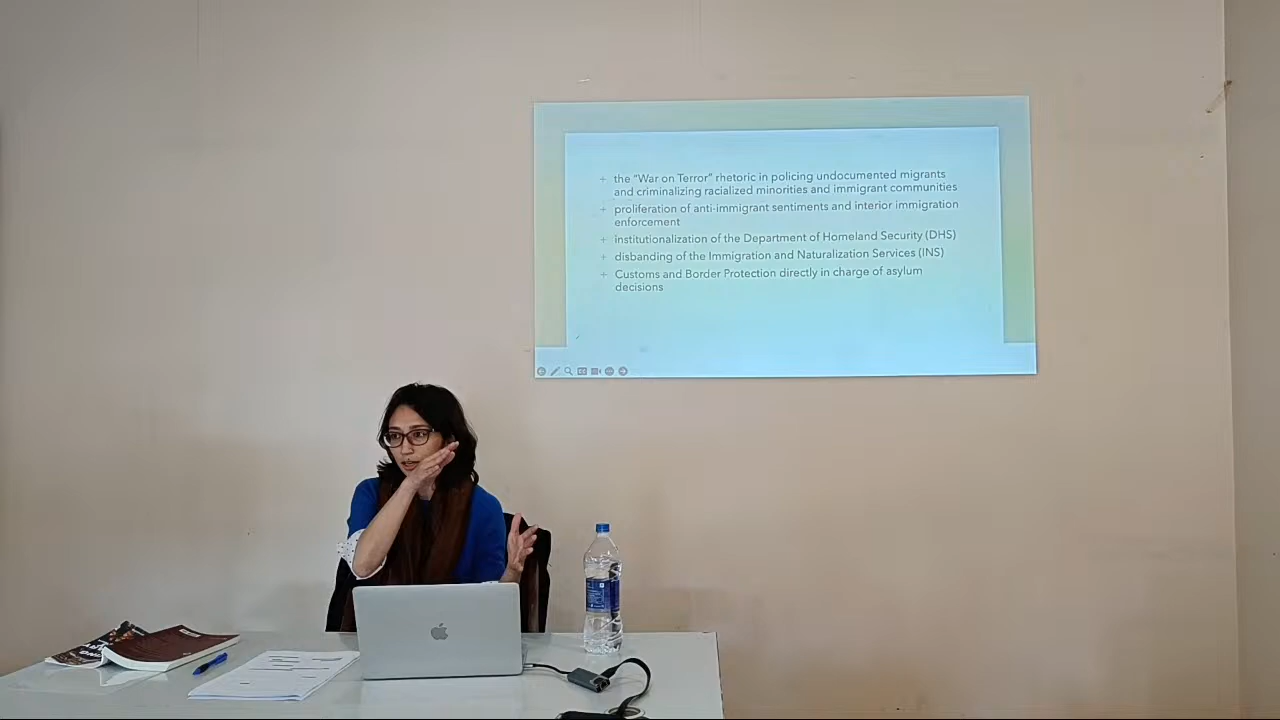 + the "War on Terror" rhetoric in policing undocumented migrants
and criminalizing racialized minorities and immigrant communities
+ proliferation of anti-immigrant sentiments and interior immigration
enforcement
+ institutionalization of the Department of Homeland Security (DHS)
+ disbanding of the Immigration and Naturalization Services (INS)
+ Customs and Border Protection directly in charge of asylum
decisions